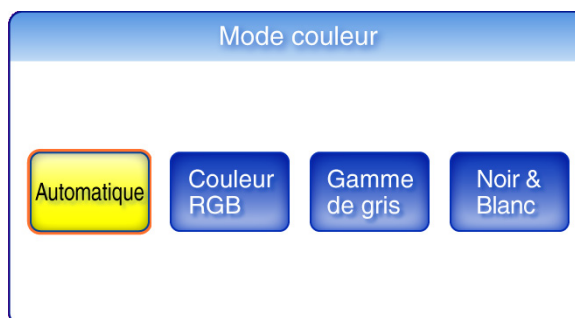 Mode couleur
Automatique
Couleur
RGB
Gamme
de gris
Noir &
Blanc